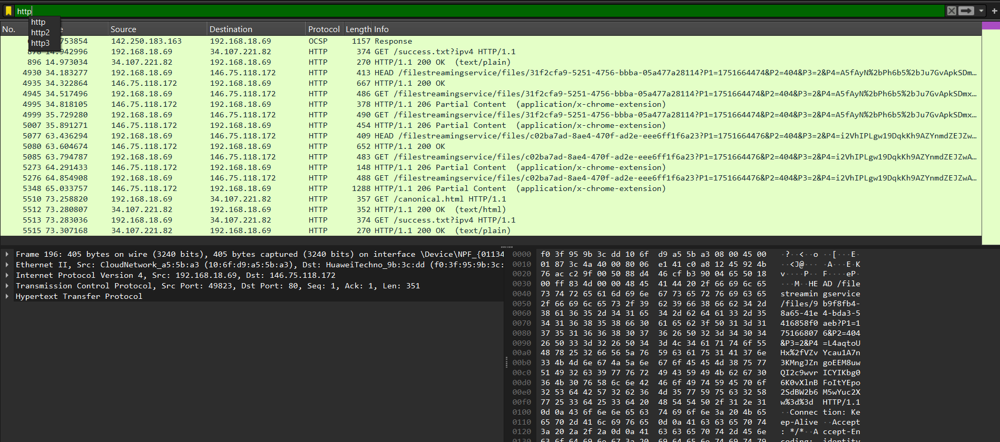 http
http
http2
http3
No. e Source Destination Protocol Length Info
753854 142.250.183.163 192.168.18.69 OCSP 1157 Response
878 14.942996 192.168.18.69 34.107.221.82 HTTP 374 GET /success.txt?ipv4 HTTP/1.1
896 14.973034 34.107.221.82 192.168.18.69 HTTP 270 HTTP/1.1 200 OK (text/plain)
4930 34.183277 192.168.18.69 146.75.118.172 HTTP 413 HEAD /filestreamingservice/files/31f2cfa9-5251-4756-bbba-05a477a28114?P1=1751664474&P2=404&P3=2&P4=A5fAyN%2bPh6b5%2bJu7GvApkSDm…
4935 34.322864 146.75.118.172 192.168.18.69 HTTP 667 HTTP/1.1 200 OK
4945 34.517496 192.168.18.69 146.75.118.172 HTTP 486 GET /filestreamingservice/files/31f2cfa9-5251-4756-bbba-05a477a28114?P1=1751664474&P2=404&P3=2&P4=A5fAyN%2bPh6b5%2bJu7GvApkSDmx…
4995 34.818105 146.75.118.172 192.168.18.69 HTTP 378 HTTP/1.1 206 Partial Content (application/x-chrome-extension)
4999 35.729280 192.168.18.69 146.75.118.172 HTTP 490 GET /filestreamingservice/files/31f2cfa9-5251-4756-bbba-05a477a28114?P1=1751664474&P2=404&P3=2&P4=A5fAyN%2bPh6b5%2bJu7GvApkSDmx…
5007 35.891271 146.75.118.172 192.168.18.69 HTTP 454 HTTP/1.1 206 Partial Content (application/x-chrome-extension)
5077 63.436294 192.168.18.69 146.75.118.172 HTTP 409 HEAD /filestreamingservice/files/c02ba7ad-8ae4-470f-ad2e-eee6ff1f6a23?P1=1751664476&P2=404&P3=2&P4=i2VhIPLgw19DqkKh9AZYnmdZEJZw…
5080 63.604674 146.75.118.172 192.168.18.69 HTTP 652 HTTP/1.1 200 OK
5085 63.794787 192.168.18.69 146.75.118.172 HTTP 483 GET /filestreamingservice/files/c02ba7ad-8ae4-470f-ad2e-eee6ff1f6a23?P1=1751664476&P2=404&P3=2&P4=i2VhIPLgw19DqkKh9AZYnmdZEJZwA…
5273 64.291433 146.75.118.172 192.168.18.69 HTTP 148 HTTP/1.1 206 Partial Content (application/x-chrome-extension)
5276 64.854908 192.168.18.69 146.75.118.172 HTTP 488 GET /filestreamingservice/files/c02ba7ad-8ae4-470f-ad2e-eee6ff1f6a23?P1=1751664476&P2=404&P3=2&P4=i2VhIPLgw19DqkKh9AZYnmdZEJZwA…
5348 65.033757 146.75.118.172 192.168.18.69 HTTP 1288 HTTP/1.1 206 Partial Content (application/x-chrome-extension)
5510 73.258820 192.168.18.69 34.107.221.82 HTTP 357 GET /canonical.html HTTP/1.1
5512 73.280807 34.107.221.82 192.168.18.69 HTTP 352 HTTP/1.1 200 OK (text/html)
5513 73.283036 192.168.18.69 34.107.221.82 HTTP 374 GET /success.txt?ipv4 HTTP/1.1
5515 73.307168 34.107.221.82 192.168.18.69 HTTP 270 HTTP/1.1 200 OK (text/plain)
Frame 196: 405 bytes on wire (3240 bits), 405 bytes captured (3240 bits) on interface \Device\NPF_{01134
Ethernet II, Src: CloudNetwork_a5:5b:a3 (10:6f:d9:a5:5b:a3), Dst: HuaweiTechno_9b:3c:dd (f0:3f:95:9b:3c:
Internet Protocol Version 4, Src: 192.168.18.69, Dst: 146.75.118.172
Transmission Control Protocol, Src Port: 49823, Dst Port: 80, Seq: 1, Ack: 1, Len: 351
Hypertext Transfer Protocol
0000 f0 3f 95 9b 3c dd 10 6f d9 a5 5b a3 08 00 45 00 ·?··<··o ··[···E·
0010 01 87 3c 4a 40 00 80 06 e1 41 c0 a8 12 45 92 4b ··<J@··· ·A···E·K
0020 76 ac c2 9f 00 50 88 d4 46 cf b3 90 04 65 50 18 v····P·· F····eP·
0030 00 ff 83 4d 00 00 48 45 41 44 20 2f 66 69 6c 65 ···M··HE AD /file
0040 73 74 72 65 61 6d 69 6e 67 73 65 72 76 69 63 65 streamin gservice
0050 2f 66 69 6c 65 73 2f 39 62 39 66 38 66 62 34 2d /files/9 b9f8fb4-
0060 38 61 36 35 2d 34 31 65 34 2d 62 64 61 33 2d 35 8a65-41e 4-bda3-5
0070 34 31 36 38 35 38 66 30 61 65 62 3f 50 31 3d 31 416858f0 aeb?P1=1
0080 37 35 31 36 36 38 30 37 36 26 50 32 3d 34 30 34 75166807 6&P2=404
0090 26 50 33 3d 32 26 50 34 3d 4c 34 61 71 74 6f 55 &P3=2&P4 =L4aqtoU
00a0 48 78 25 32 66 56 5a 76 59 63 61 75 31 41 37 6e Hx%2fVZv Ycau1A7n
00b0 33 4b 4d 6e 67 4a 5a 6e 67 6f 45 45 4d 38 75 77 3KMngJZn goEEM8uw
00c0 51 49 32 63 39 77 76 72 49 43 59 49 4b 62 67 30 QI2c9wvr ICYIKbg0
00d0 36 4b 30 76 58 6c 6e 42 46 6f 49 74 59 45 70 6f 6K0vXlnB FoItYEpo
00e0 32 53 64 42 57 32 62 36 4d 35 77 59 75 63 32 58 2SdBW2b6 M5wYuc2X
00f0 77 25 33 64 25 33 64 20 48 54 54 50 2f 31 2e 31 w%3d%3d HTTP/1.1
0100 0d 0a 43 6f 6e 6e 65 63 74 69 6f 6e 3a 20 4b 65 ··Connec tion: Ke
0110 65 70 2d 41 6c 69 76 65 0d 0a 41 63 63 65 70 74 ep-Alive ··Accept
0120 3a 20 2a 2f 2a 0d 0a 41 63 63 65 70 74 2d 45 6e : */*··A ccept-En
0130 63 6f 64 69 6e 67 3a 20 69 64 65 6e 74 69 74 79 coding: identity